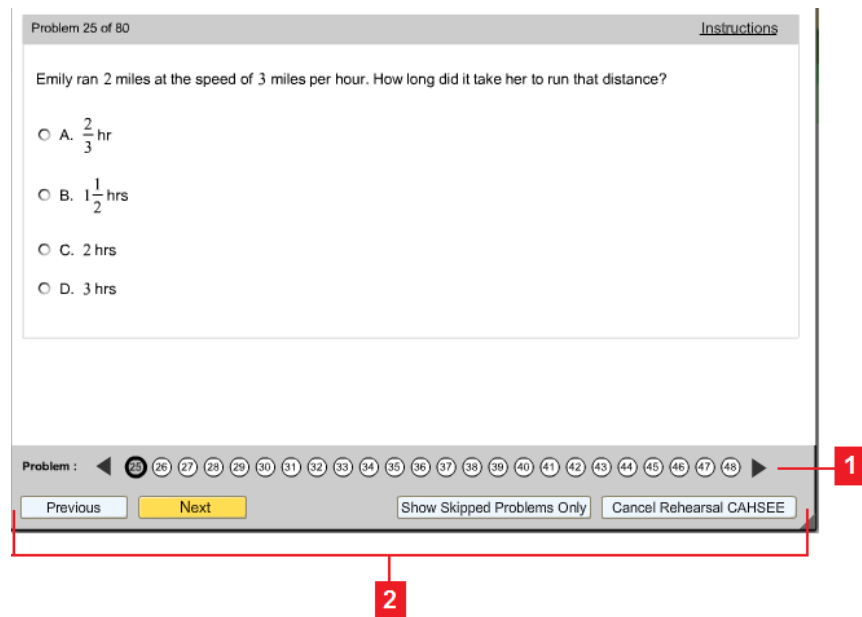 Problem 25 of 80 Instructions
Emily ran 2 miles at the speed of 3 miles per hour. How long did it take her to run that distance?
A. 2/3 hr
B. 1 1/2 hrs
C. 2 hrs
D. 3 hrs
Problem : 25 26 27 28 29 30 31 32 33 34 35 36 37 38 39 40 41 42 43 44 45 46 47 48 1
Previous Next Show Skipped Problems Only Cancel Rehearsal CAHSEE
2